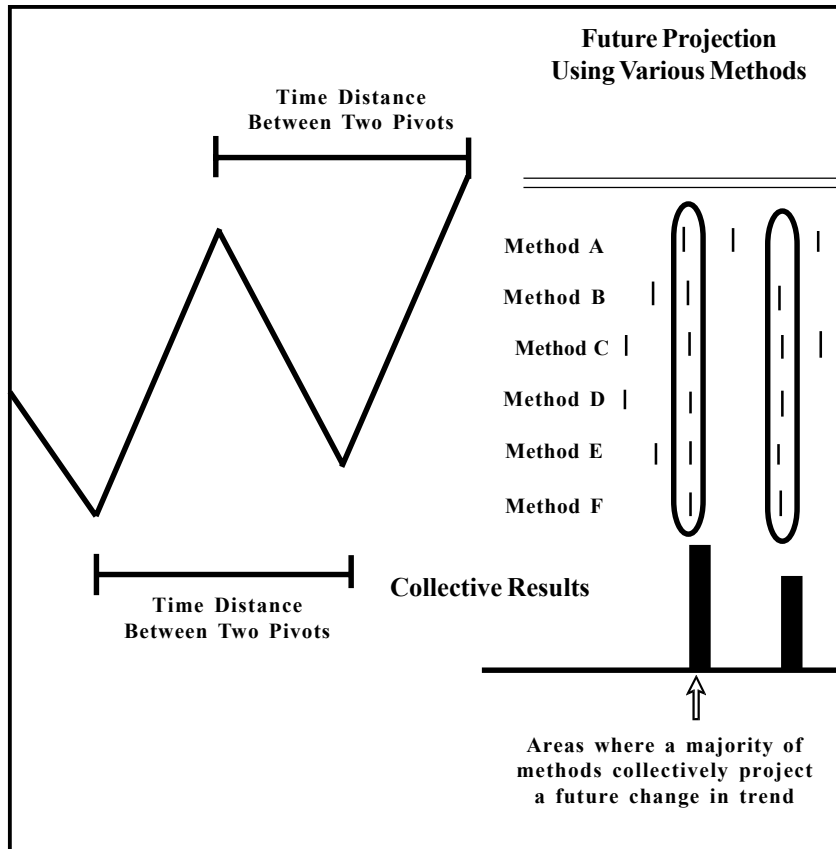 Future Projection
Using Various Methods
Time Distance
Between Two Pivots
Method A
Method B
Method C
Method D
Method E
Method F
Collective Results
Time Distance
Between Two Pivots
Areas where a majority of
methods collectively project
a future change in trend